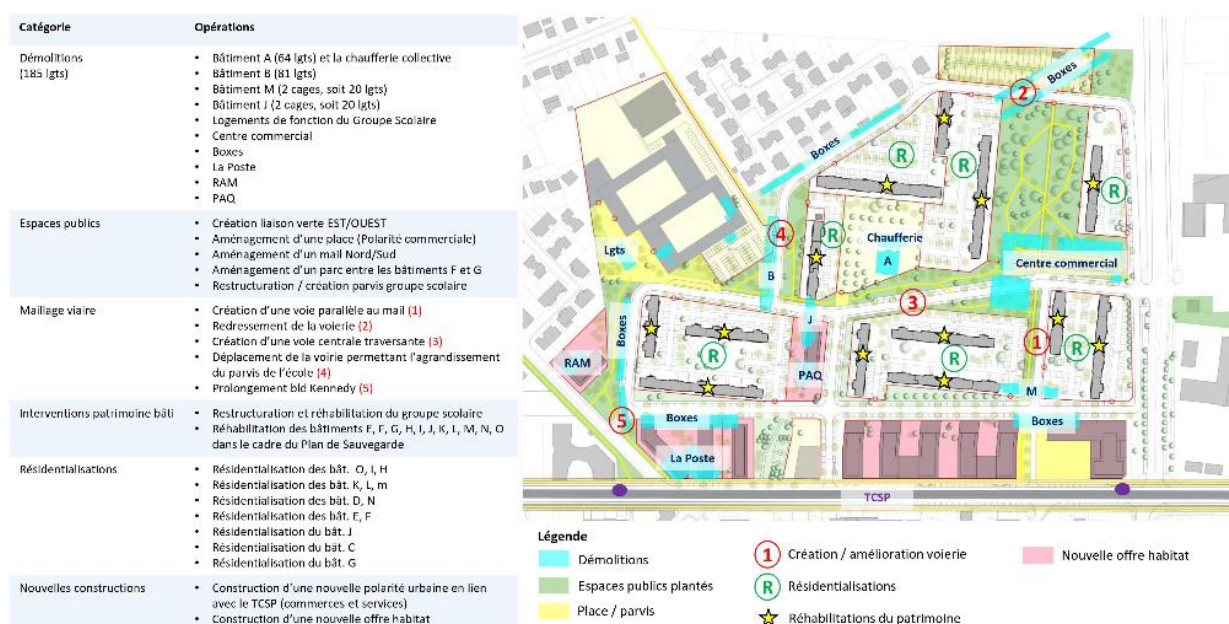 Catégorie
Opérations
Démolitions
(185 lgts)
• Bâtiment A (64 lgts) et la chaufferie collective
• Bâtiment B (81 lgts)
• Bâtiment M (2 cages, soit 20 lgts)
• Bâtiment J (2 cages, soit 20 lgts)
• Logements de fonction du Groupe Scolaire
• Centre commercial
• Boxes
• La Poste
• RAM
• PAQ
Espaces publics
• Création liaison verte EST/OUEST
• Aménagement d'une place (Polarité commerciale)
• Aménagement d'un mail Nord/Sud
• Aménagement d'un parc entre les bâtiments F et G
• Restructuration / création parvis groupe scolaire
Maillage viaire
• Création d'une voie parallèle au mail (1)
• Redressement de la voierie (2)
• Création d'une voie centrale traversante (3)
• Déplacement de la voirie permettant l'agrandissement
du parvis de l'école (4)
• Prolongement bld Kennedy (5)
Interventions patrimoine bâti
• Restructuration et réhabilitation du groupe scolaire
• Réhabilitation des bâtiments E, F, G, H, I, J, K, L, M, N, O
dans le cadre du Plan de Sauvegarde
Résidentialisations
• Résidentialisation des bât. O, I, H
• Résidentialisation des bât. K, L, m
• Résidentialisation des bât. D, N
• Résidentialisation des bât. E, F
• Résidentialisation du bât. J
• Résidentialisation du bât. C
• Résidentialisation du bât. G
Nouvelles constructions
• Construction d'une nouvelle polarité urbaine en lien
avec le TCSP (commerces et services)
• Construction d'une nouvelle offre habitat
Boxes
2
Boxes
R
R
R
R
4
Chaufferie
A
Lgts
B
Centre commercial
3
J
Boxes
R
RAM
PAQ
R
1
R
M
5
Boxes
Boxes
La Poste
TCSP
Légende
Démolitions
Espaces publics plantés
Place / parvis
1 Création / amélioration voierie
R Résidentialisations
Réhabilitations du patrimoine
Nouvelle offre habitat